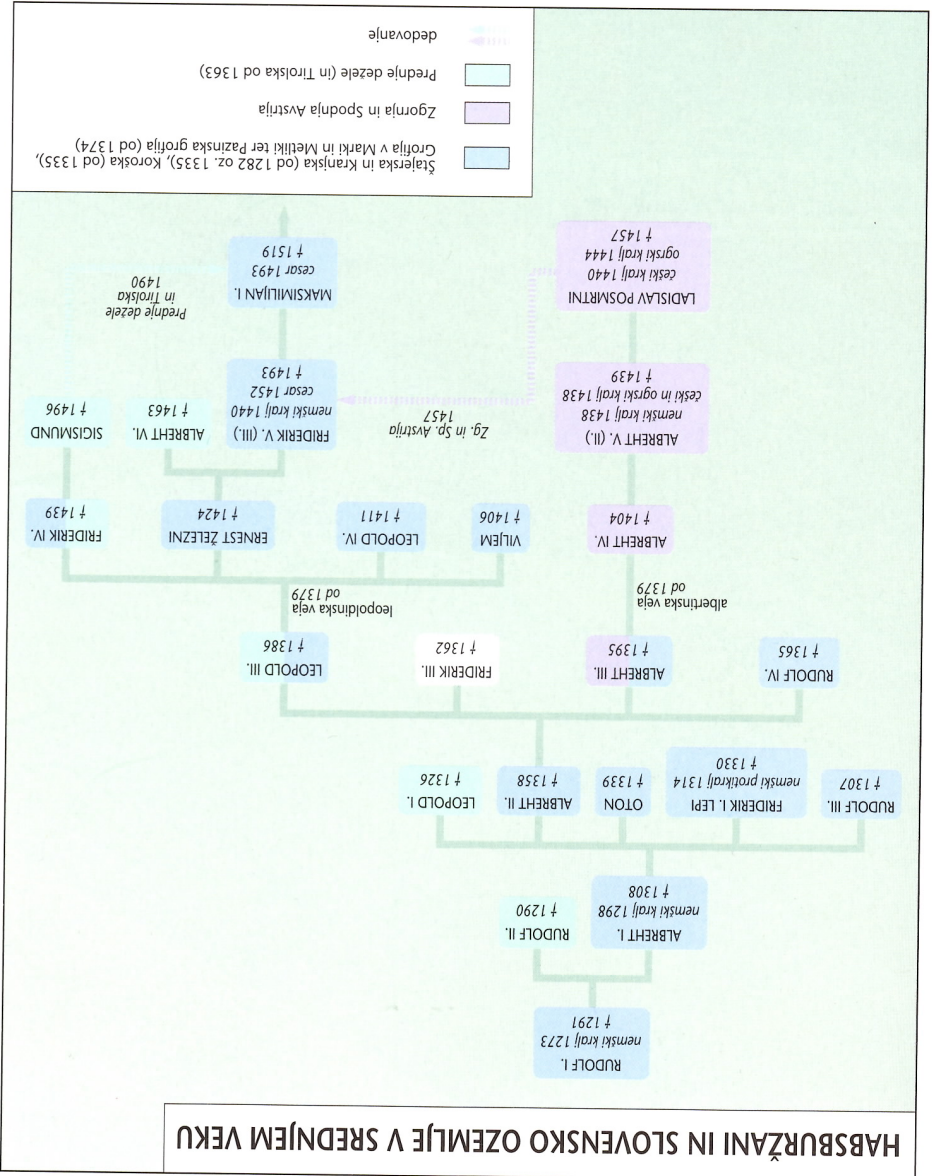 HABSBURŽANI IN SLOVENSKO OZEMLJE V SREDNJEM VEKU
RUDOLF I.
nemški kralj 1273
† 1291
ALBREHT I.
nemški kralj 1298
† 1308
RUDOLF II.
† 1290
RUDOLF III.
† 1307
FRIDERIK I. LEPI
nemški protikralj 1314
† 1330
OTON
† 1339
ALBREHT II.
† 1358
LEOPOLD I.
† 1326
RUDOLF IV.
† 1365
ALBREHT III.
† 1395
FRIDERIK III.
† 1362
LEOPOLD III.
† 1386
albertinska veja
od 1379
leopoldinska veja
od 1379
ALBREHT IV.
† 1404
VILJEM
† 1406
LEOPOLD IV.
† 1411
ERNEST ŽELEZNI
† 1424
FRIDERIK IV.
† 1439
ALBREHT V. (II.)
nemški kralj 1438
češki in ogrski kralj 1438
† 1439
Zg. in Sp. Avstrija
1457
FRIDERIK V. (III.)
nemški kralj 1440
cesar 1452
† 1493
ALBREHT VI.
† 1463
SIGISMUND
† 1496
LADISLAV POSMRTNI
češki kralj 1440
ogrski kralj 1444
† 1457
MAKSIMILIJAN I.
cesar 1493
† 1519
Prednje dežele
in Tirolska
1490
Štajerska in Kranjska (od 1282 oz. 1335), Koroška (od 1335),
Grofija v Marki in Metliki ter Pazinska grofija (od 1374)
Zgornja in Spodnja Avstrija
Prednje dežele (in Tirolska od 1363)
dedovanje